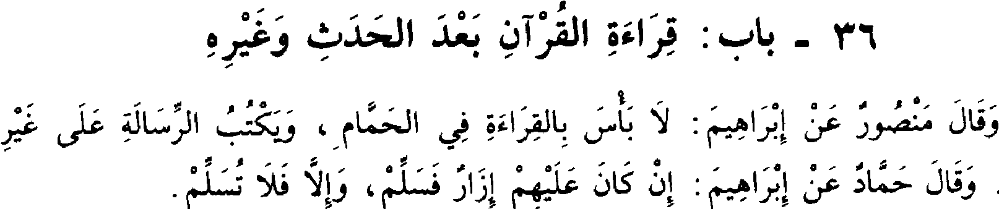 ٣٦ ـ باب: قِرَاءَةِ القُرْآنِ بَعْدَ الحَدَثِ وَغَيْرِهِ
وَقَالَ مَنْصُورٌ عَنْ إِبْرَاهِيمَ: لَا بَأْسَ بِالقِرَاءَةِ فِي الحَمَّامِ، وَيَكْتُبُ الرِّسَالَةِ عَلَى غَيْرِ
. وَقَالَ حَمَّادٌ عَنْ إِبْرَاهِيمَ: إِنْ كَانَ عَلَيْهِمْ إِزَارٌ فَسَلِّمْ، وَإِلَّا فَلَا تُسَلِّمْ.